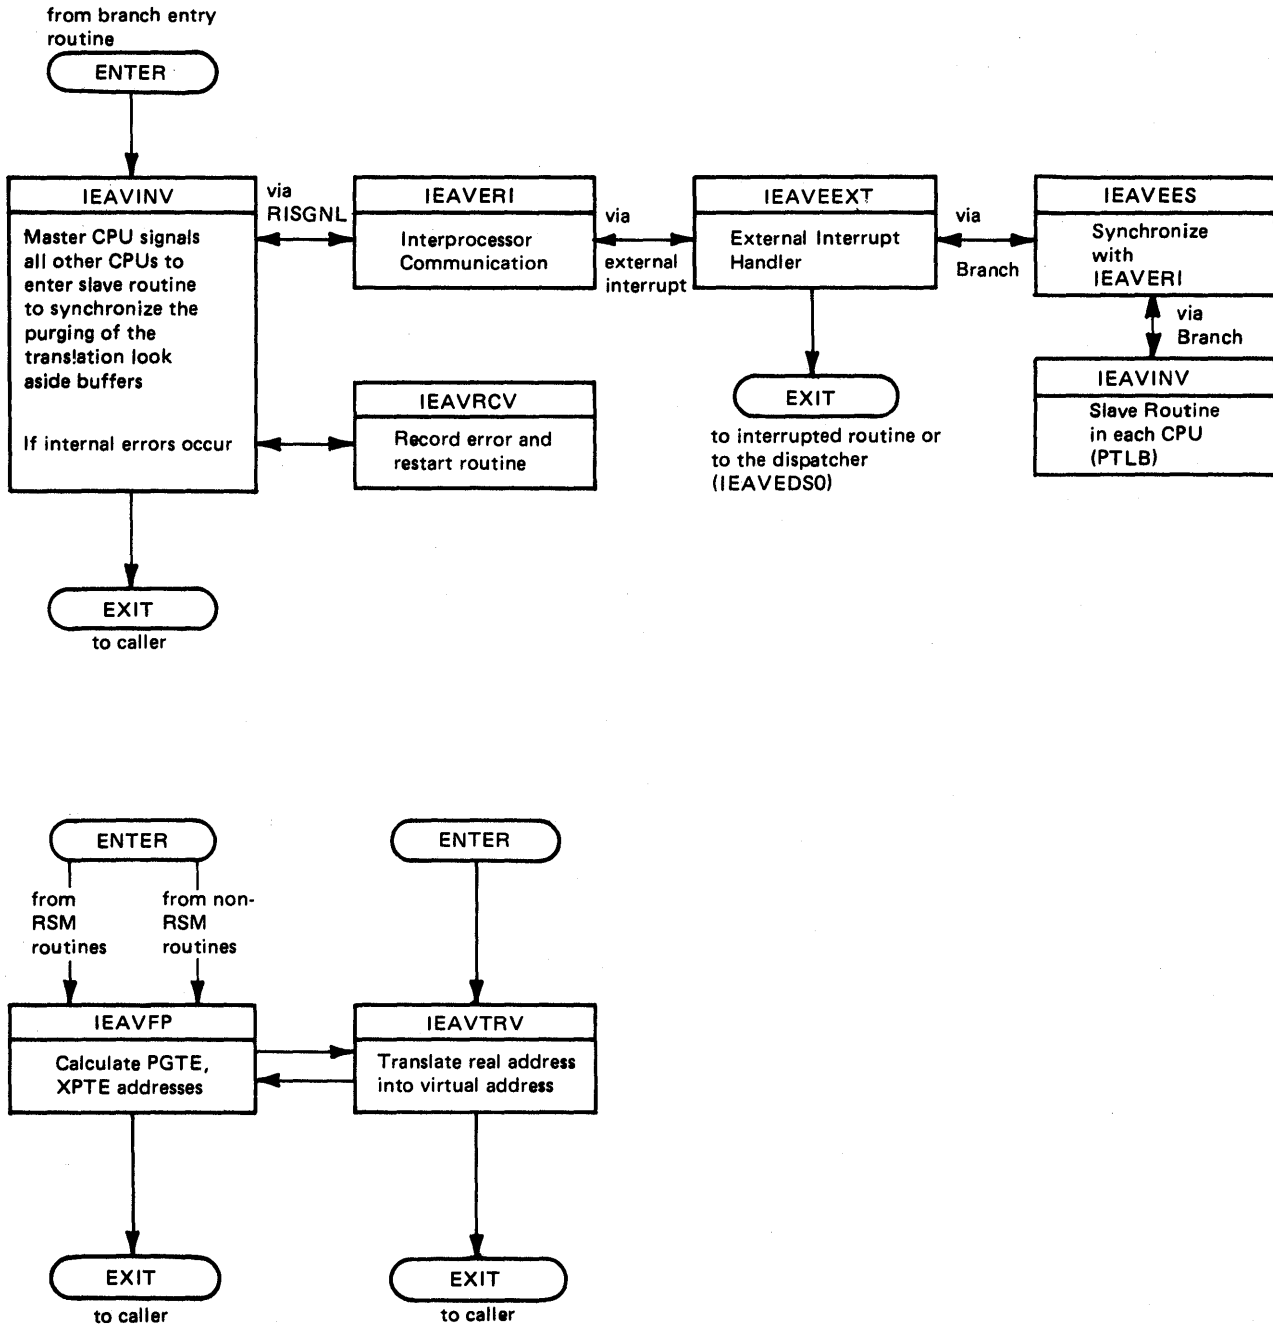 from branch entry
routine
ENTER
IEAVINV
Master CPU signals
all other CPUs to
enter slave routine
to synchronize the
purging of the
translation look
aside buffers
If internal errors occur
via
RISGNL
IEAVERI
Interprocessor
Communication
via
external
interrupt
IEAVEEXT
External Interrupt
Handler
via
Branch
IEAVEES
Synchronize
with
IEAVERI
via
Branch
IEAVINV
Slave Routine
in each CPU
(PTLB)
IEAVRCV
Record error and
restart routine
EXIT
to interrupted routine or
to the dispatcher
(IEAVEDS0)
EXIT
to caller
ENTER
from
RSM
routines
from non-
RSM
routines
IEAVFP
Calculate PGTE,
XPTE addresses
EXIT
to caller
ENTER
IEAVTRV
Translate real address
into virtual address
EXIT
to caller